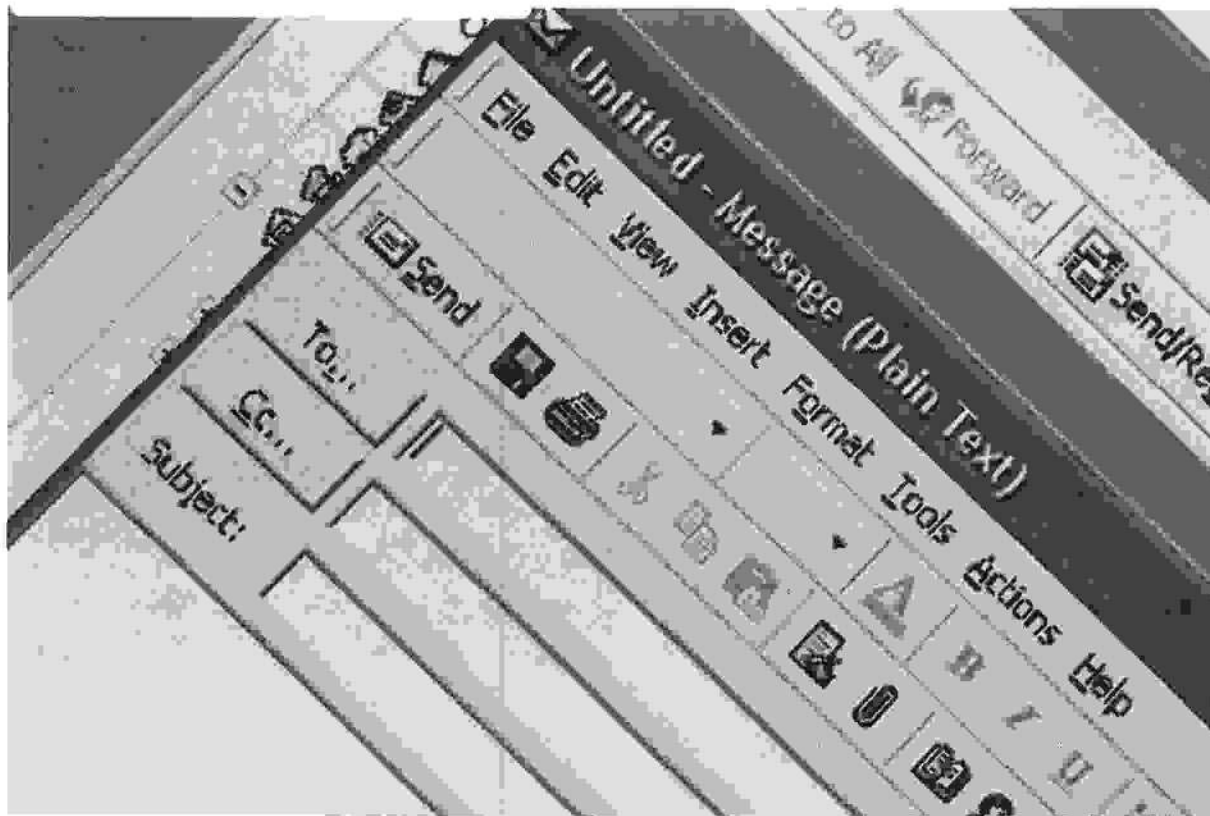 to All Forward Send/Re
Untitled - Message (Plain Text)
File Edit View Insert Format Tools Actions Help
B I U
Send
To...
Cc...
Subject: